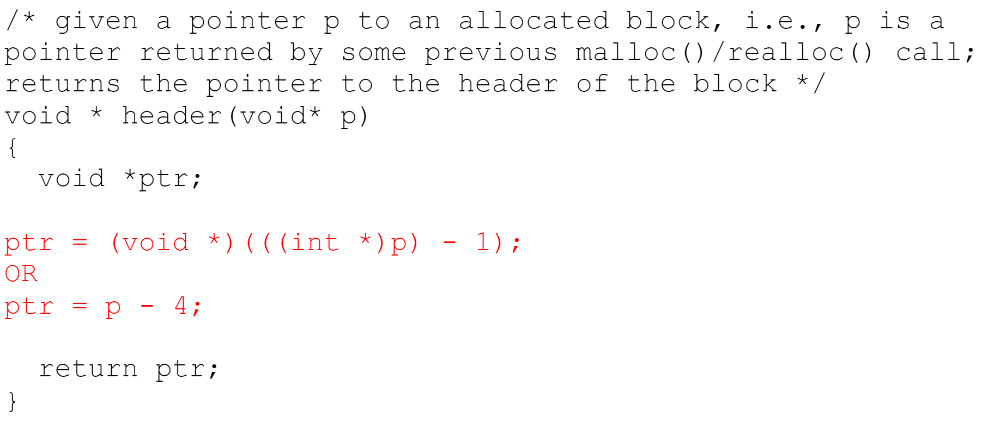 /* given a pointer p to an allocated block, i.e., p is a
pointer returned by some previous malloc()/realloc() call;
returns the pointer to the header of the block */
void * header(void* p)
{
  void *ptr;
ptr = (void *)(((int *)p) - 1);
OR
ptr = p - 4;
  return ptr;
}